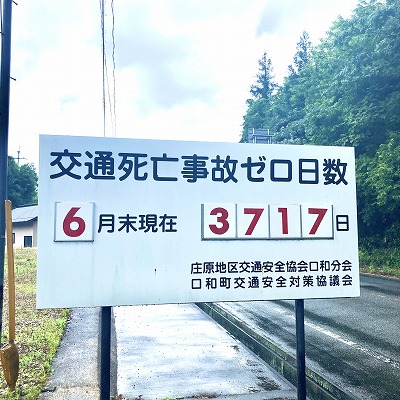 交通死亡事故ゼロ日数
6月末現在 3717日
庄原地区交通安全協会口和分会
口和町交通安全対策協議会